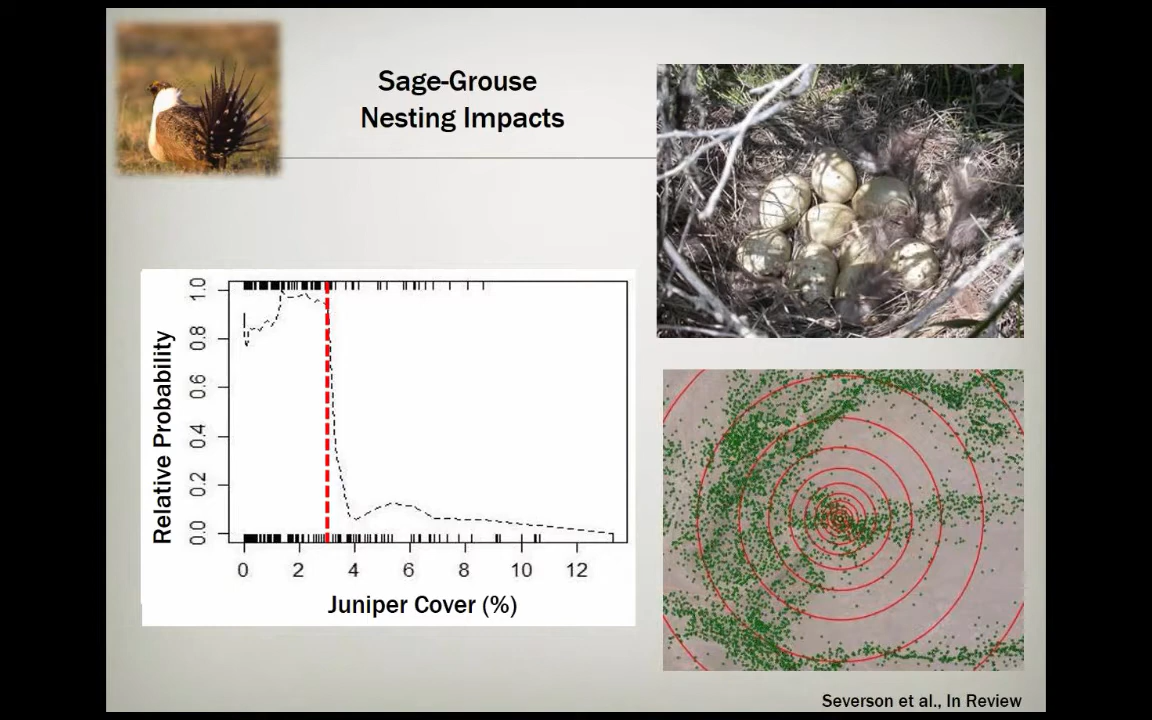 Sage-Grouse
Nesting Impacts
Relative Probability
1.0
0.8
0.6
0.4
0.2
0.0
0 2 4 6 8 10 12
Juniper Cover (%)
Severson et al., In Review